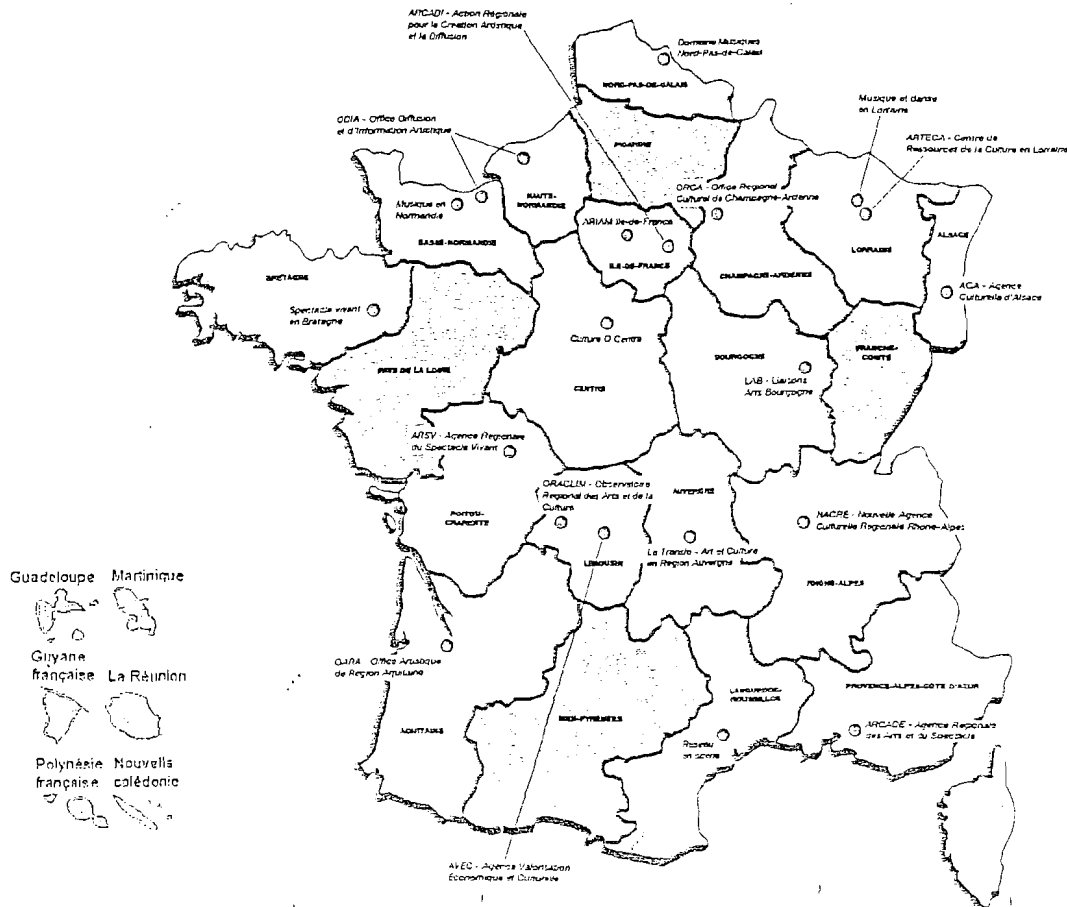 ARCADI - Action Régionale
pour la Création Artistique
et la Diffusion
Domaine Musiques
Nord-Pas-de-Calais
NORD-PAS-DE-CALAIS
ODIA - Office Diffusion
et d'Information Artistique
Musique et danse
en Lorraine
ARTECA - Centre de
Ressources de la Culture en Lorraine
PICARDIE
HAUTE-
NORMANDIE
Musique en
Normandie
BASSE-NORMANDIE
ORCA - Office Régional
Culturel de Champagne-Ardenne
ARIAM Ile-de-France
ILE-DE-FRANCE
CHAMPAGNE-ARDENNE
LORRAINE
ALSACE
ACA - Agence
Culturelle d'Alsace
BRETAGNE
Spectacle vivant
en Bretagne
PAYS DE LA LOIRE
Culture O Centre
CENTRE
BOURGOGNE
LAB - Liaisons
Arts Bourgogne
FRANCHE-
COMTÉ
ARSV - Agence Régionale
du Spectacle Vivant
POITOU-
CHARENTE
ORACLIM - Observatoire
Régional des Arts et de la
Culture
LIMOUSIN
AUVERGNE
Le Transfo - Art et Culture
en Région Auvergne
NACRE - Nouvelle Agence
Culturelle Régionale Rhône-Alpes
RHONE-ALPES
Guadeloupe
Martinique
Guyane
française
La Réunion
Polynésie
française
Nouvelle
calédonie
OARA - Office Artistique
de Région Aquitaine
AQUITAINE
MIDI-PYRÉNÉES
LANGUEDOC-
ROUSSILLON
Réseau
en scène
PROVENCE-ALPES-CÔTE D'AZUR
ARCADE - Agence Régionale
des Arts et du Spectacle
AVEC - Agence Valorisation
Economique et Culturelle